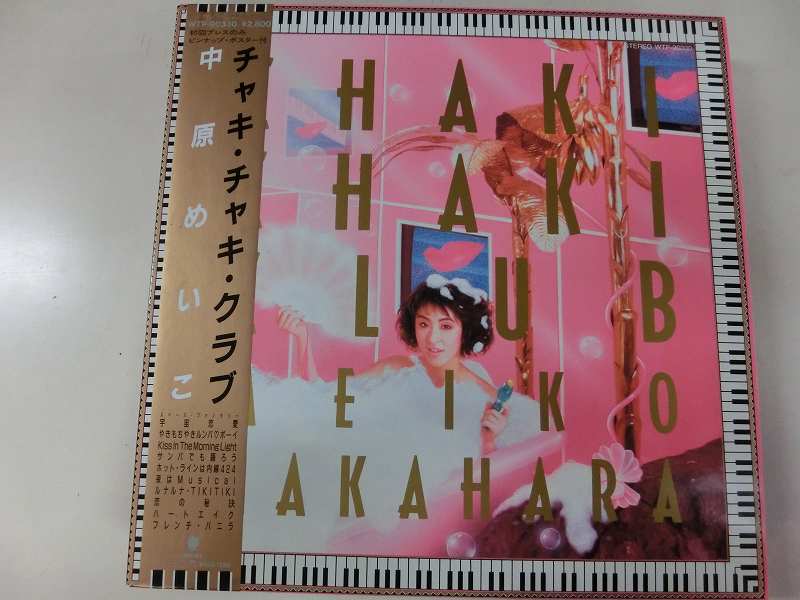 WTP-90330 ¥2,800
初回プレスのみ
ピンナップ・ポスター付
チャキ・チャキ・クラブ
中原めいこ
宇宙恋愛
やきもちやきルンバ・ボーイ
Kiss In The Morning Light
サンバでも踊ろう
ホット・ラインは内線424
夜はMusical
ルナルナ・TIKITIKI
恋の秘訣
ハートエイク
フレンチ・バニラ
STEREO WTP-90330
HAKI
HAKI
LUB
EIKO
AKAHARA